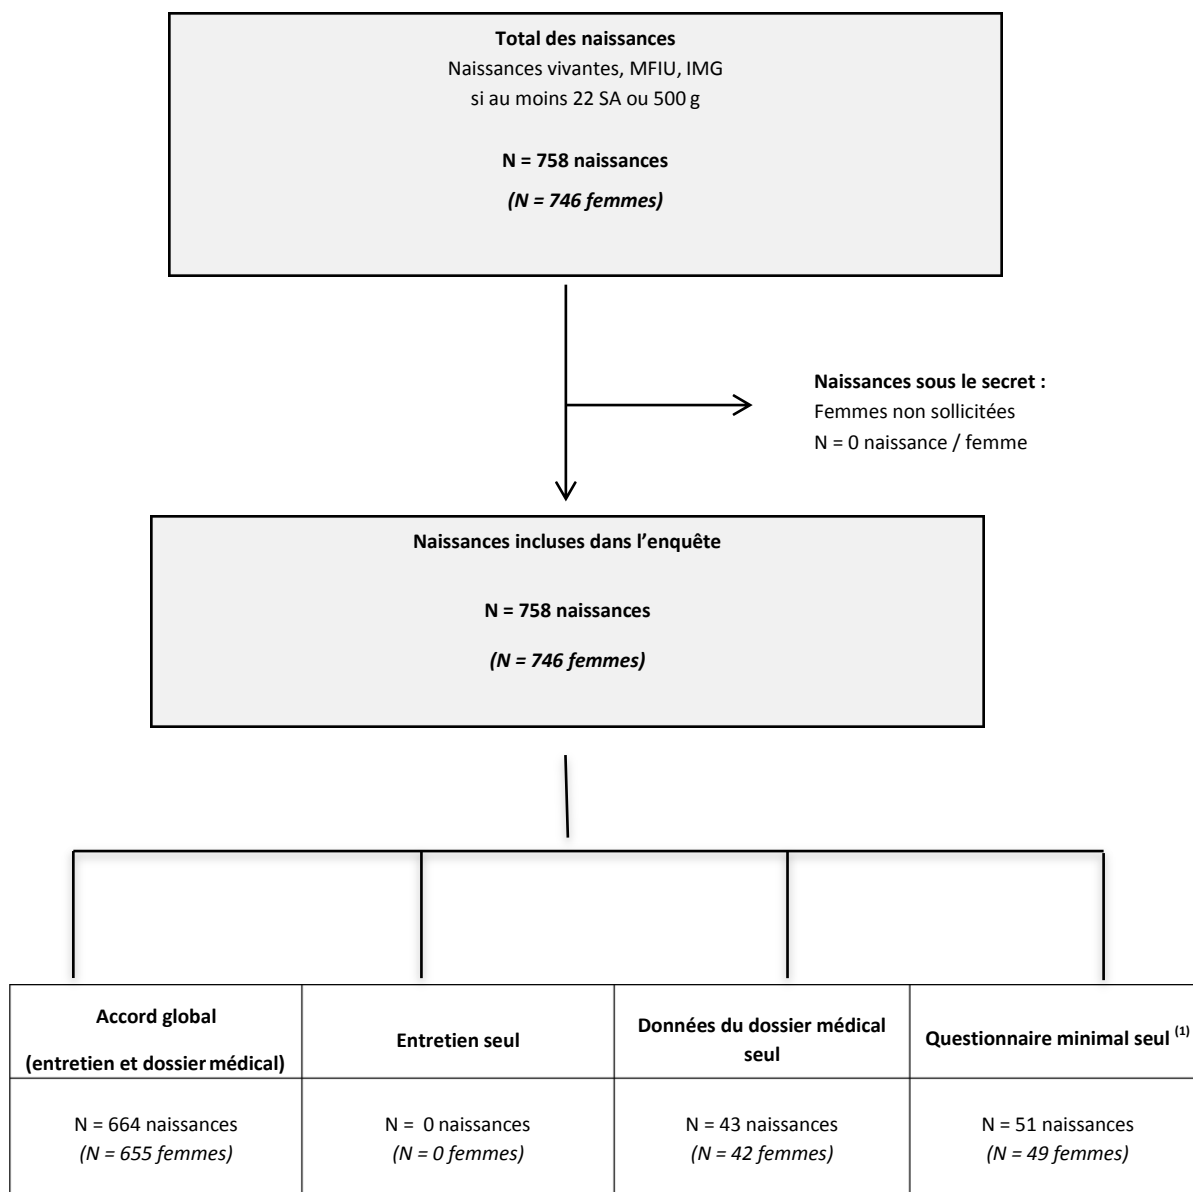 Total des naissances
Naissances vivantes, MFIU, IMG
si au moins 22 SA ou 500 g
N = 758 naissances
(N = 746 femmes)
Naissances sous le secret :
Femmes non sollicitées
N = 0 naissance / femme
Naissances incluses dans l’enquête
N = 758 naissances
(N = 746 femmes)
Accord global
(entretien et dossier médical)
Entretien seul
Données du dossier médical
seul
Questionnaire minimal seul (1)
N = 664 naissances
(N = 655 femmes)
N = 0 naissances
(N = 0 femmes)
N = 43 naissances
(N = 42 femmes)
N = 51 naissances
(N = 49 femmes)